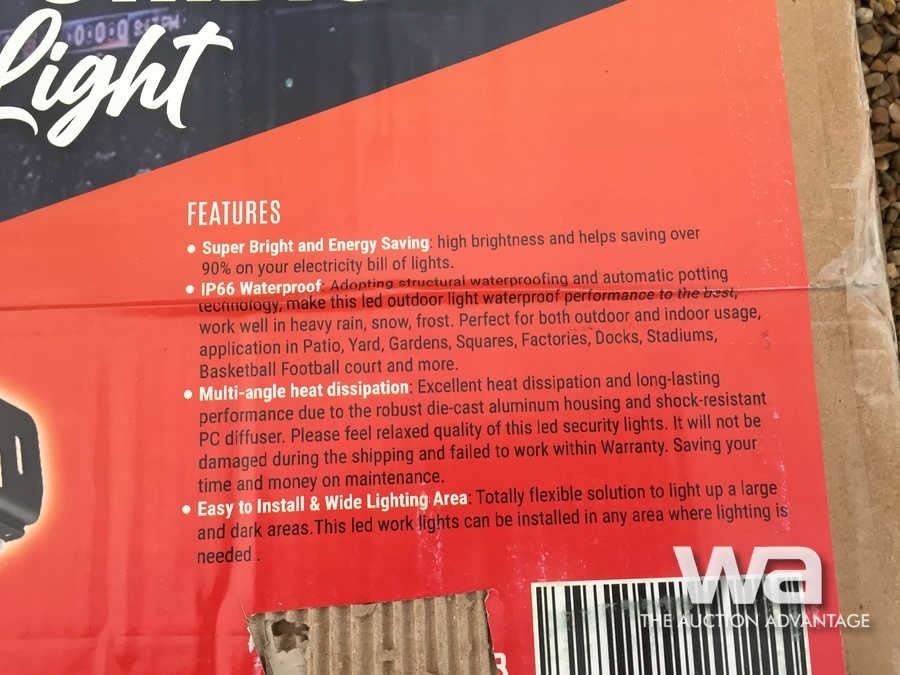 Light
FEATURES
• Super Bright and Energy Saving: high brightness and helps saving over
90% on your electricity bill of lights.
• IP66 Waterproof: Adopting structural waterproofing and automatic potting
technology, make this led outdoor light waterproof performance to the best,
work well in heavy rain, snow, frost. Perfect for both outdoor and indoor usage,
application in Patio, Yard, Gardens, Squares, Factories, Docks, Stadiums,
Basketball Football court and more.
• Multi-angle heat dissipation: Excellent heat dissipation and long-lasting
performance due to the robust die-cast aluminum housing and shock-resistant
PC diffuser. Please feel relaxed quality of this led security lights. It will not be
damaged during the shipping and failed to work within Warranty. Saving your
time and money on maintenance.
• Easy to Install & Wide Lighting Area: Totally flexible solution to light up a large
and dark areas.This led work lights can be installed in any area where lighting is
needed .
wa
THE AUCTION ADVANTAGE